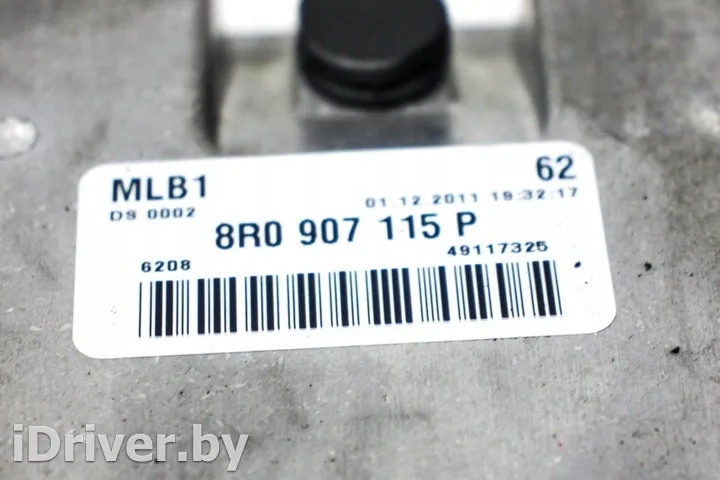 MLB1 62
DS 0002 01.12.2011 19:32:17
8R0 907 115 P
6208 49117325
iDriver.by